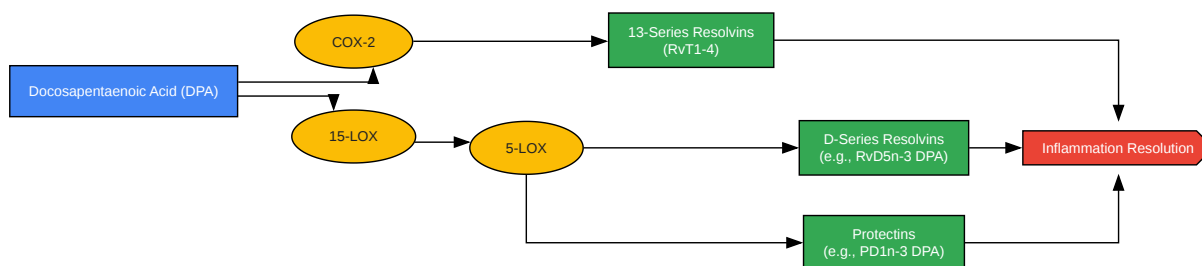 COX-2
13-Series Resolvins
(RvT1-4)
Docosapentaenoic Acid (DPA)
15-LOX
5-LOX
D-Series Resolvins
(e.g., RvD5n-3 DPA)
Inflammation Resolution
Protectins
(e.g., PD1n-3 DPA)